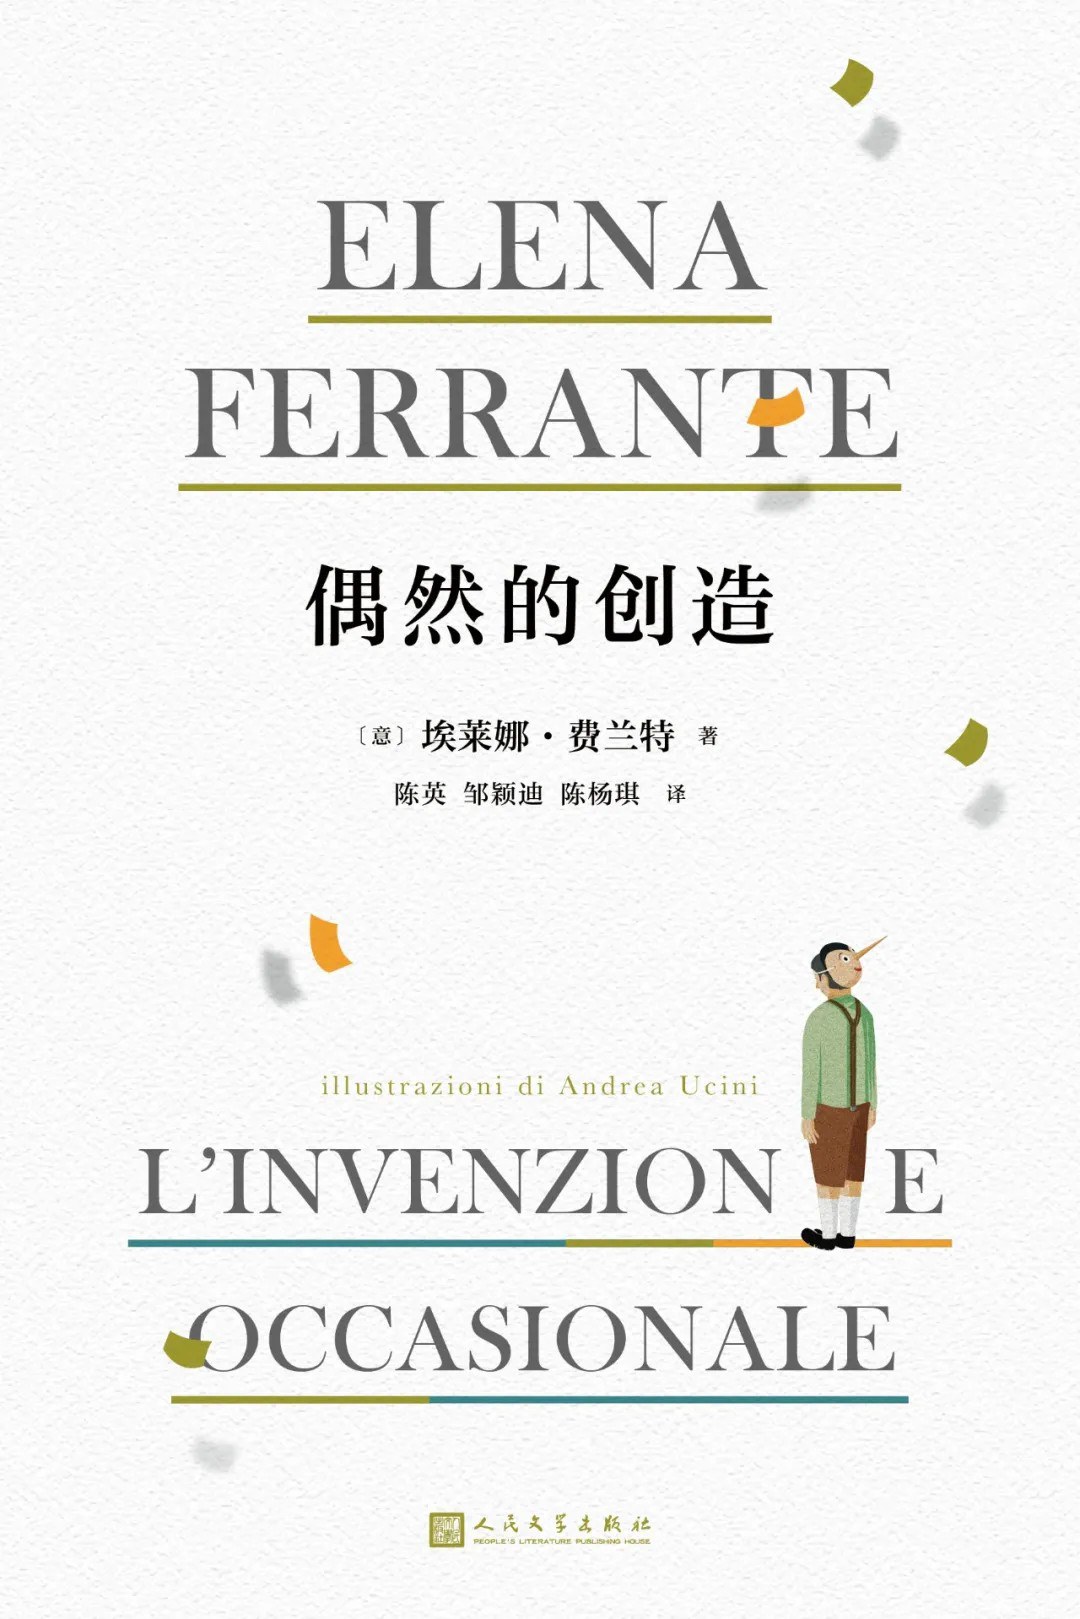 ELENA
FERRANTE
偶然的创造
〔意〕埃莱娜·费兰特 著
陈英 邹颖迪 陈杨琪 译
illustrazioni di Andrea Ucini
L’INVENZIONE
OCCASIONALE
人民文学出版社
PEOPLE'S LITERATURE PUBLISHING HOUSE